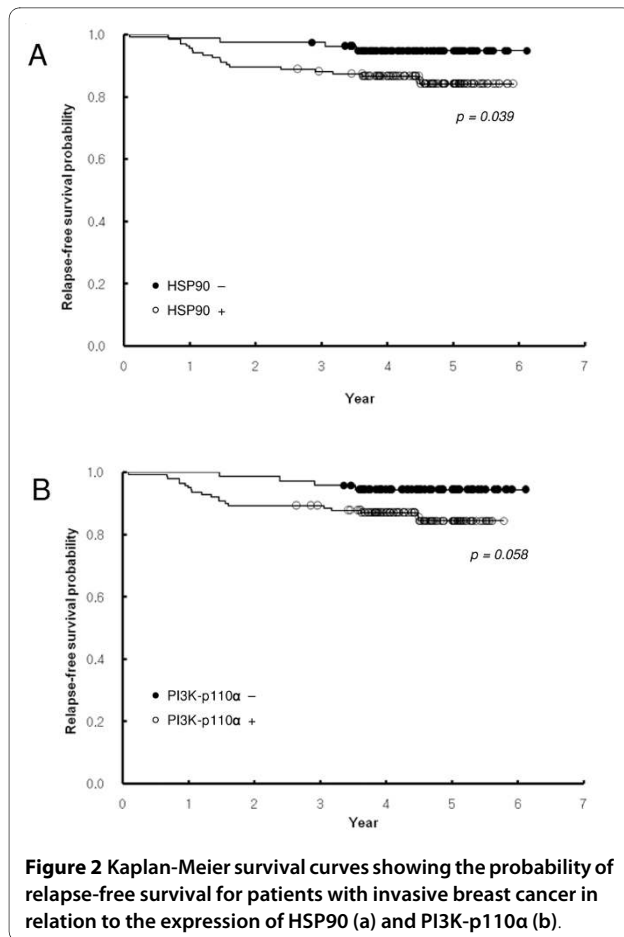 A
Relapse-free survival probability
1.0
0.8
0.6
0.4
0.2
0.0
p = 0.039
● HSP90 −
○ HSP90 +
0 1 2 3 4 5 6 7
Year
B
Relapse-free survival probability
1.0
0.8
0.6
0.4
0.2
0.0
p = 0.058
● PI3K-p110α −
○ PI3K-p110α +
0 1 2 3 4 5 6 7
Year
Figure 2 Kaplan-Meier survival curves showing the probability of
relapse-free survival for patients with invasive breast cancer in
relation to the expression of HSP90 (a) and PI3K-p110α (b).